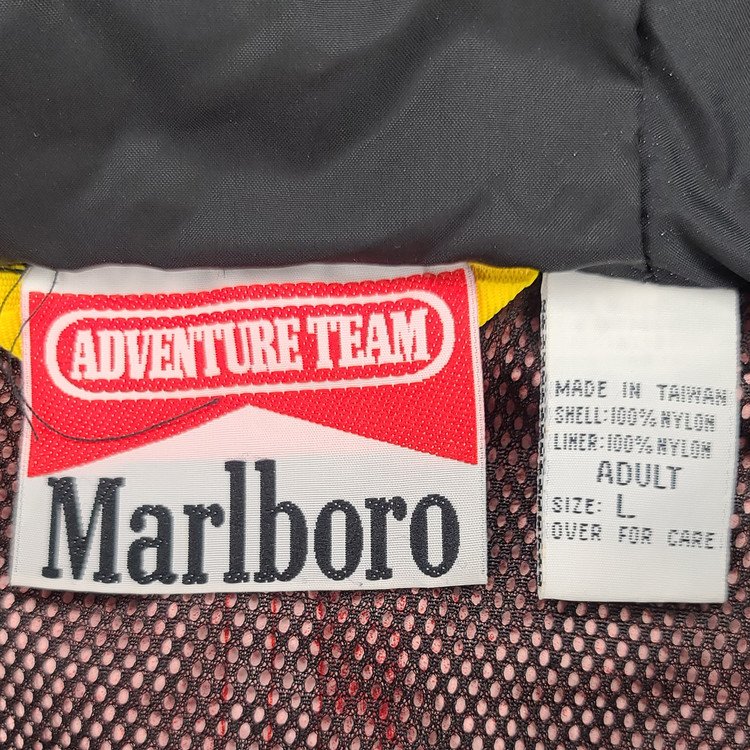 ADVENTURE TEAM
Marlboro
MADE IN TAIWAN
SHELL:100%NYLON
LINER:100%NYLON
ADULT
SIZE: L
OVER FOR CARE